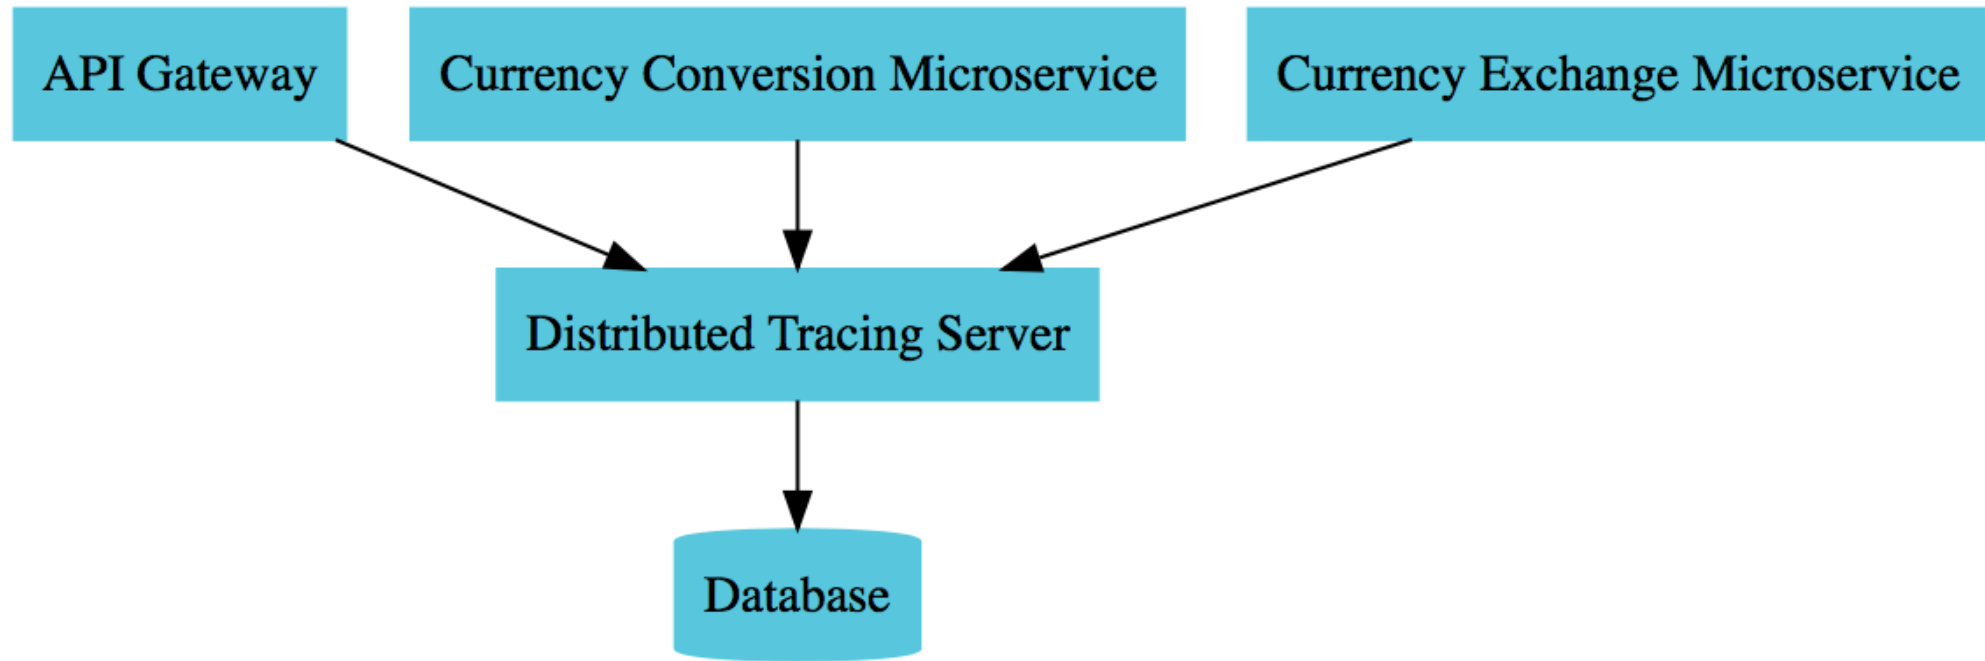 API Gateway
Currency Conversion Microservice
Currency Exchange Microservice
Distributed Tracing Server
Database